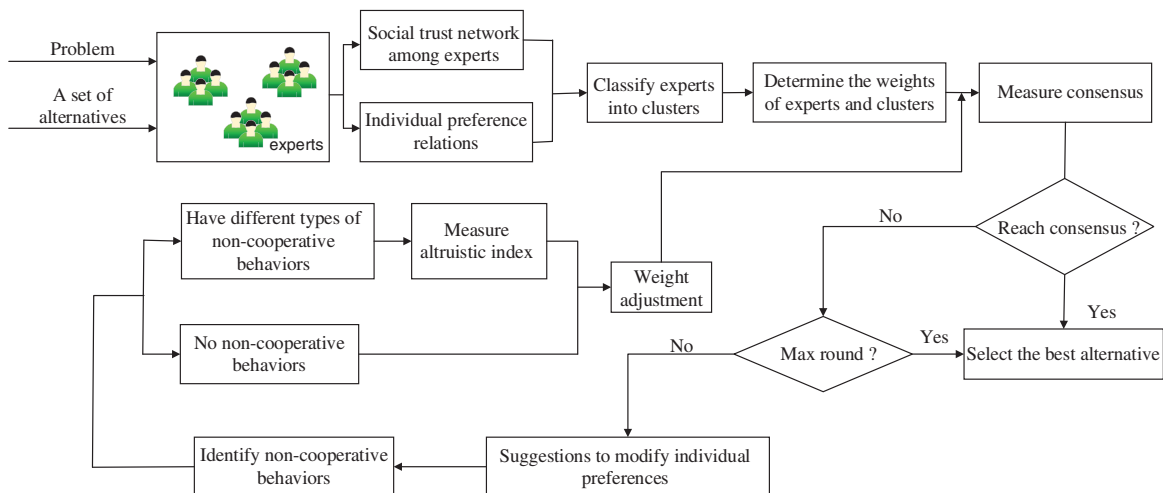 Problem
A set of
alternatives
experts
Social trust network
among experts
Individual preference
relations
Classify experts
into clusters
Determine the weights
of experts and clusters
Measure consensus
Reach consensus ?
No
Yes
Max round ?
Yes
No
Select the best alternative
Have different types of
non-cooperative
behaviors
Measure
altruistic index
Weight
adjustment
No non-cooperative
behaviors
Identify non-cooperative
behaviors
Suggestions to modify individual
preferences